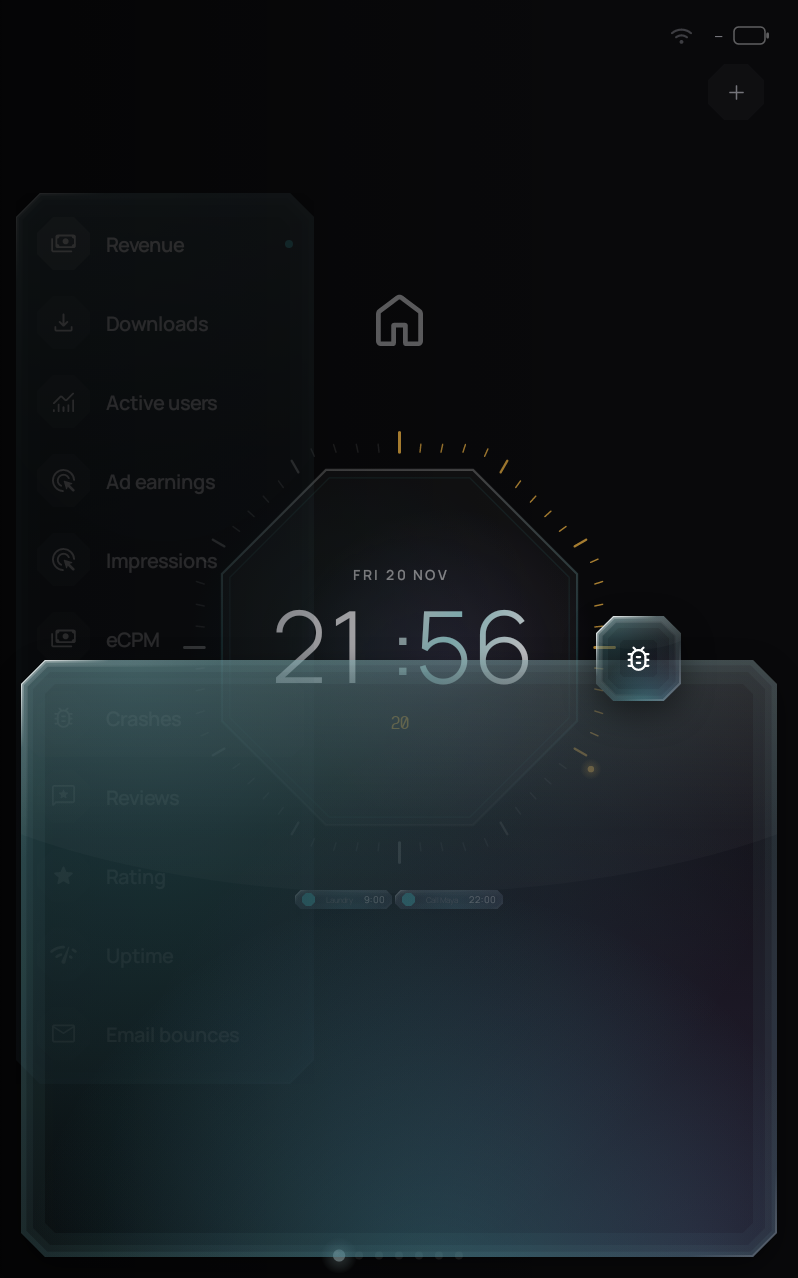 Revenue
Downloads
Active users
Ad earnings
Impressions
FRI 20 NOV
21:56
eCPM
Crashes
20
Reviews
Rating
9:00
22:00
Uptime
Email bounces